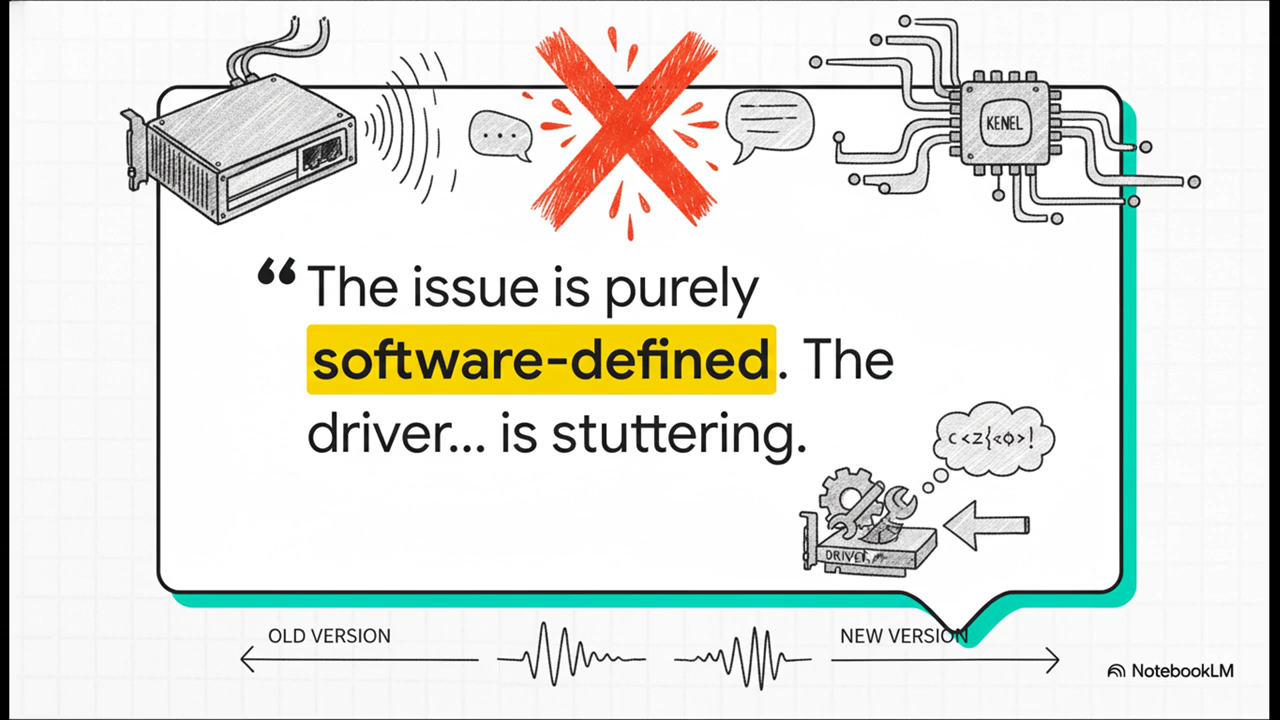 KENEL
“The issue is purely
software-defined. The
driver... is stuttering.
C<Z{<O>!
DRIVER
OLD VERSION
NEW VERSION
NotebookLM